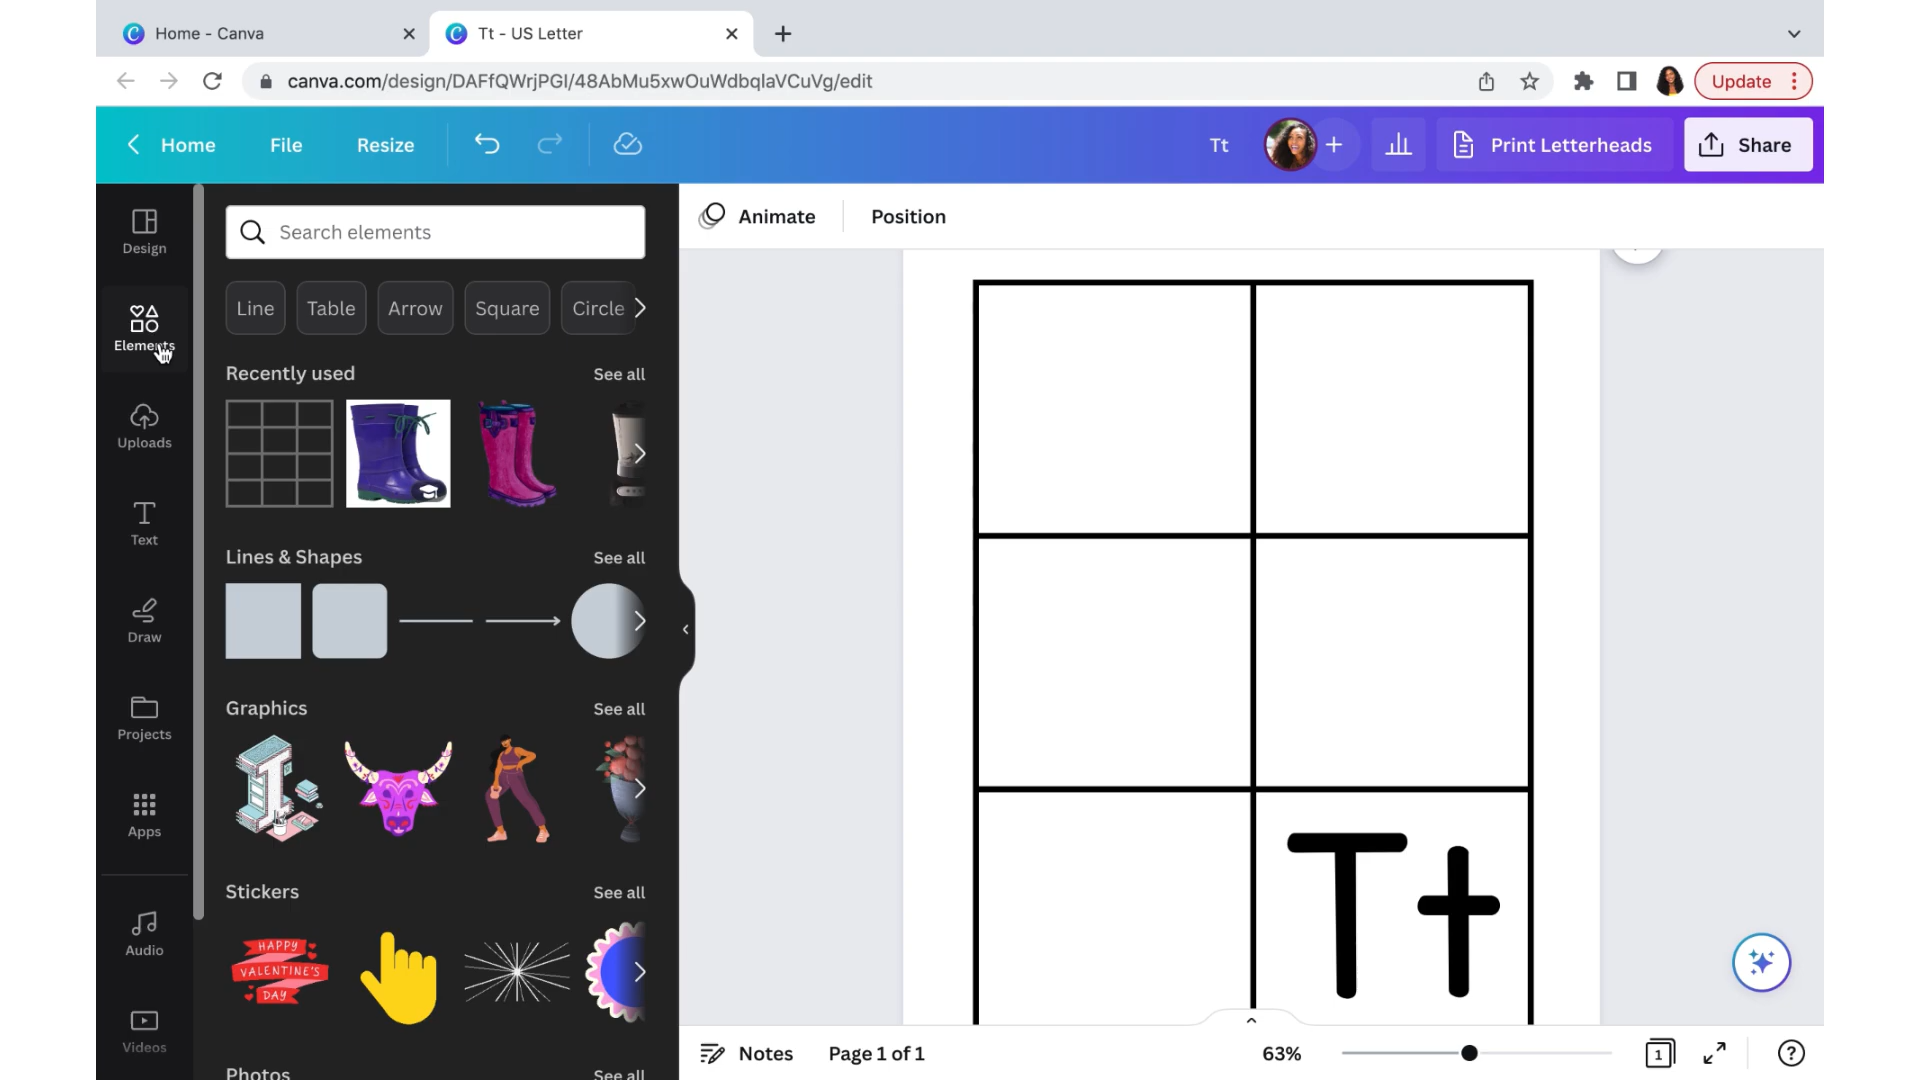 Home - Canva
Tt - US Letter
canva.com/design/DAFfQWrjPGI/48AbMu5xwOuWdbqlaVCuVg/edit
Update
Home
File
Resize
Tt
Print Letterheads
Share
Design
Elements
Uploads
Text
Draw
Projects
Apps
Audio
Videos
Search elements
Line
Table
Arrow
Square
Circle
Recently used
See all
Lines & Shapes
See all
Graphics
See all
Stickers
See all
HAPPY
VALENTINE'S
DAY
Photos
See all
Animate
Position
Tt
Notes
Page 1 of 1
63%
1